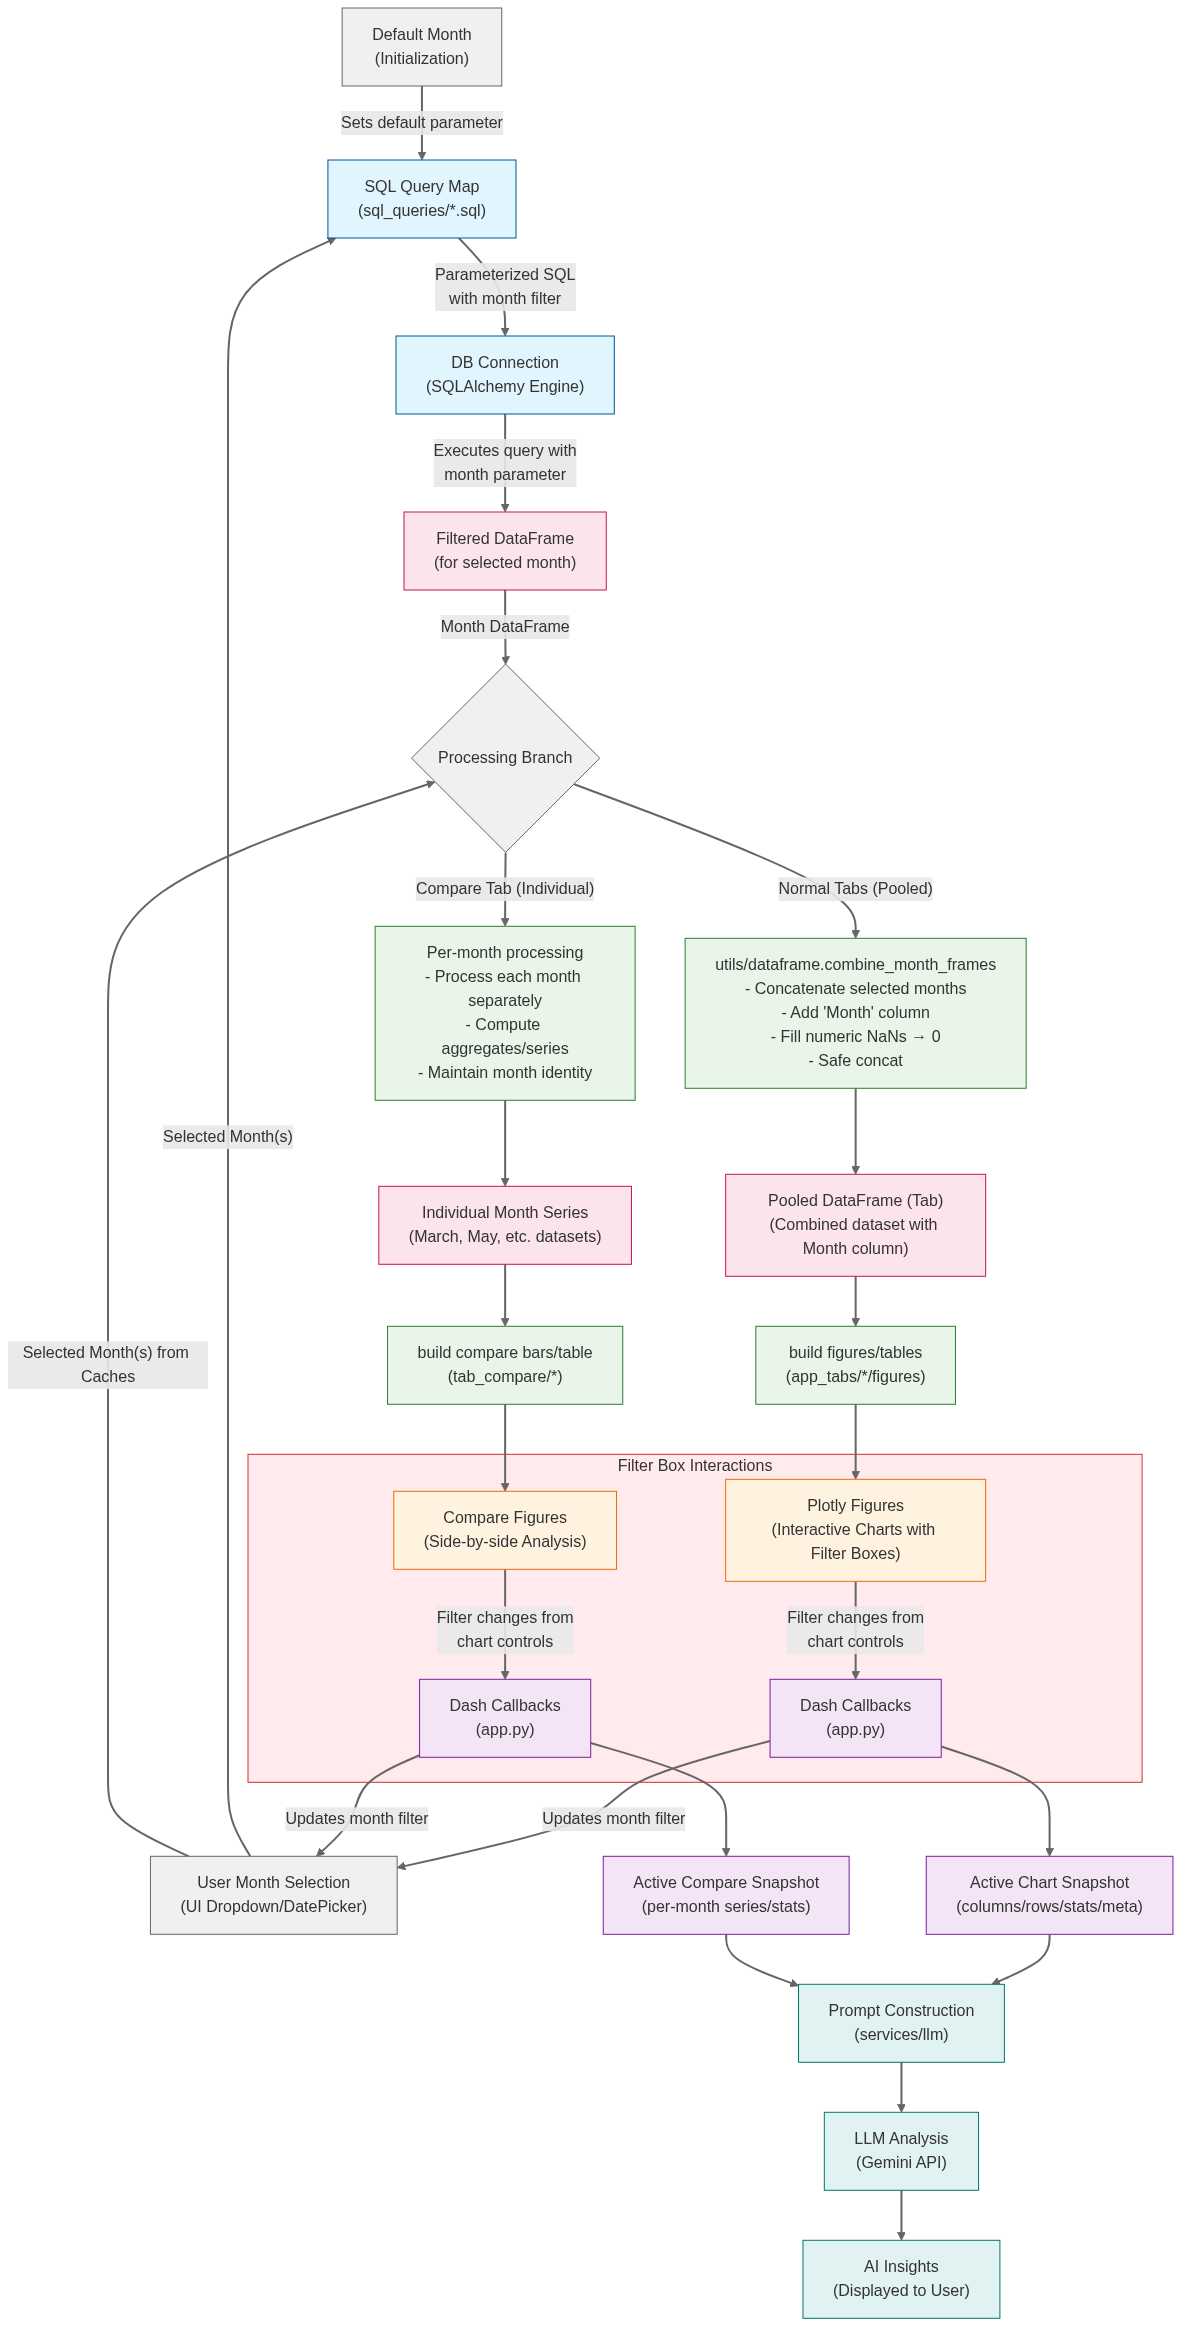 Default Month
(Initialization)
Sets default parameter
SQL Query Map
(sql_queries/*.sql)
Parameterized SQL
with month filter
DB Connection
(SQLAlchemy Engine)
Executes query with
month parameter
Filtered DataFrame
(for selected month)
Month DataFrame
Processing Branch
Compare Tab (Individual)
Normal Tabs (Pooled)
Per-month processing
- Process each month
separately
- Compute
aggregates/series
- Maintain month identity
utils/dataframe.combine_month_frames
- Concatenate selected months
- Add 'Month' column
- Fill numeric NaNs → 0
- Safe concat
Selected Month(s)
Individual Month Series
(March, May, etc. datasets)
Pooled DataFrame (Tab)
(Combined dataset with
Month column)
Selected Month(s) from
Caches
build compare bars/table
(tab_compare/*)
build figures/tables
(app_tabs/*/figures)
Filter Box Interactions
Compare Figures
(Side-by-side Analysis)
Plotly Figures
(Interactive Charts with
Filter Boxes)
Filter changes from
chart controls
Filter changes from
chart controls
Dash Callbacks
(app.py)
Dash Callbacks
(app.py)
Updates month filter
Updates month filter
User Month Selection
(UI Dropdown/DatePicker)
Active Compare Snapshot
(per-month series/stats)
Active Chart Snapshot
(columns/rows/stats/meta)
Prompt Construction
(services/llm)
LLM Analysis
(Gemini API)
AI Insights
(Displayed to User)